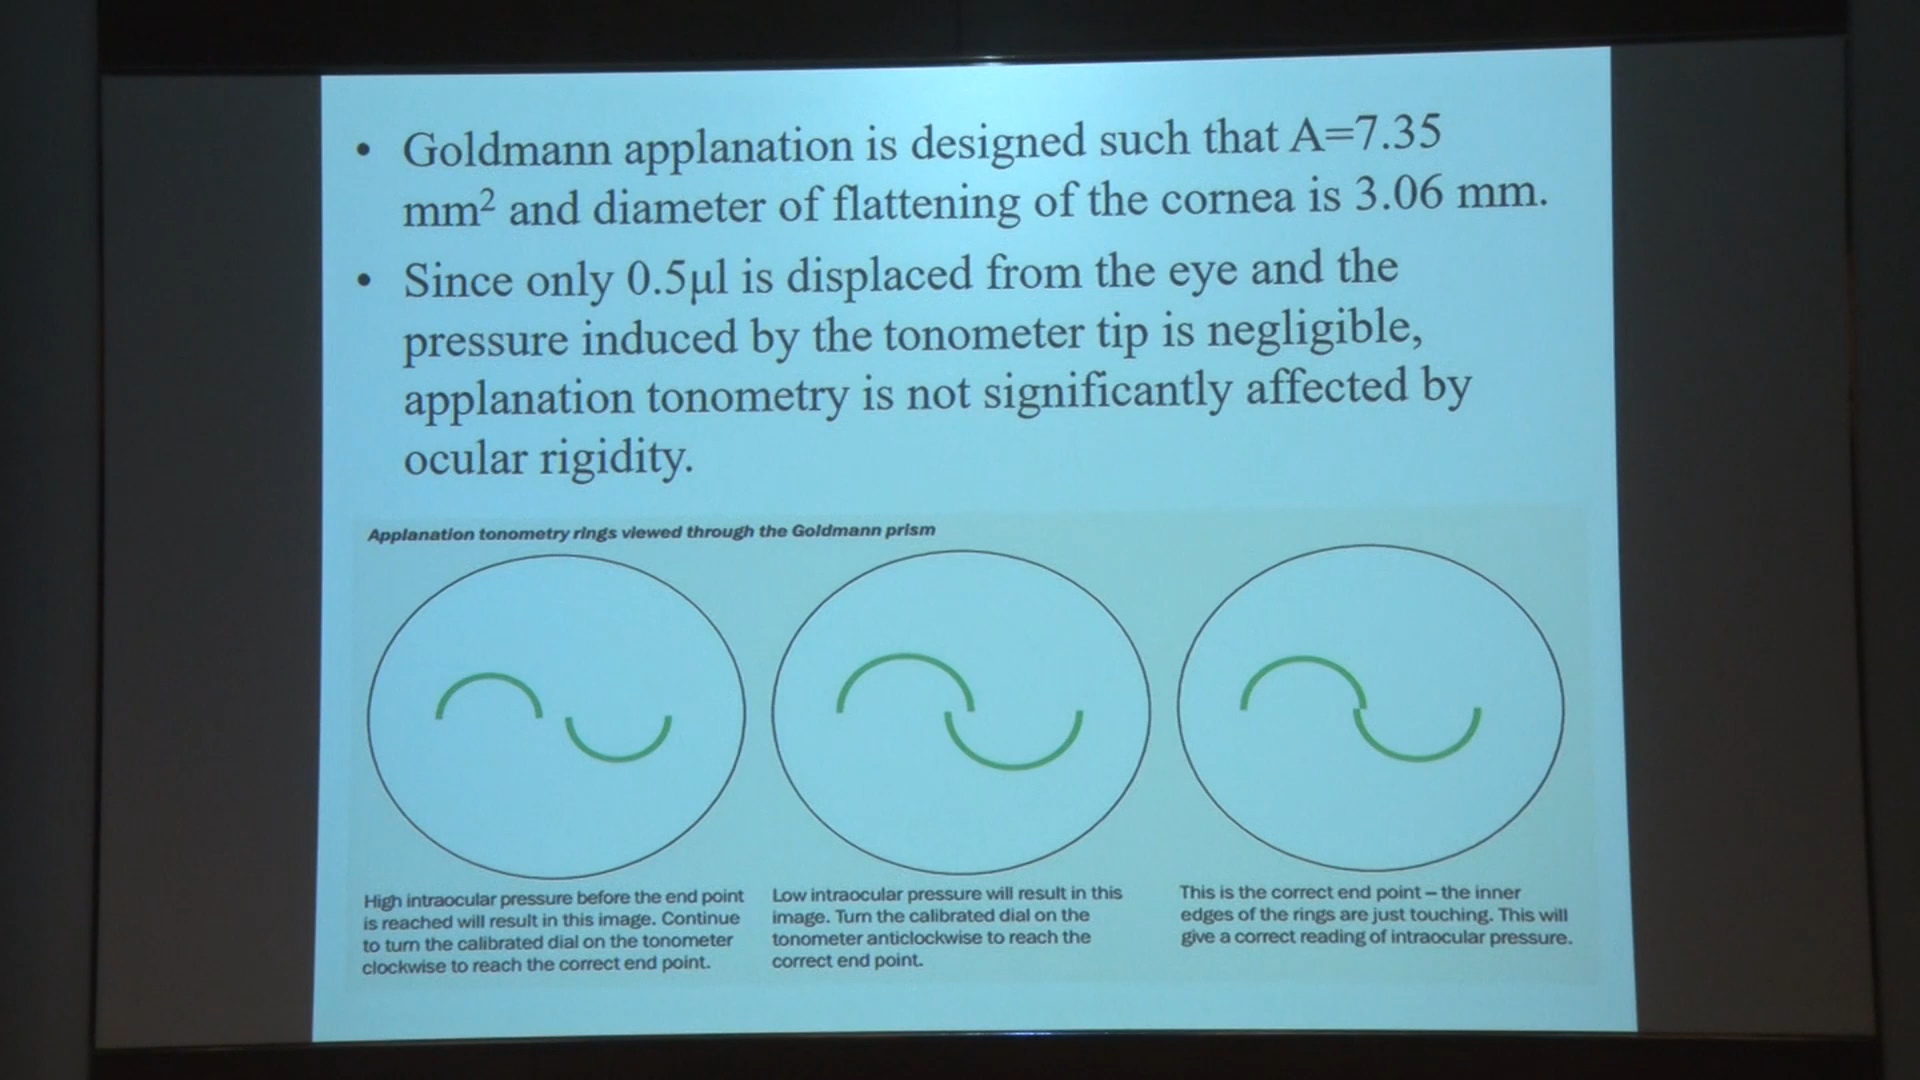 • Goldmann applanation is designed such that A=7.35
mm² and diameter of flattening of the cornea is 3.06 mm.
• Since only 0.5µl is displaced from the eye and the
pressure induced by the tonometer tip is negligible,
applanation tonometry is not significantly affected by
ocular rigidity.
Applanation tonometry rings viewed through the Goldmann prism
High intraocular pressure before the end point
is reached will result in this image. Continue
to turn the calibrated dial on the tonometer
clockwise to reach the correct end point.
Low intraocular pressure will result in this
image. Turn the calibrated dial on the
tonometer anticlockwise to reach the
correct end point.
This is the correct end point – the inner
edges of the rings are just touching. This will
give a correct reading of intraocular pressure.